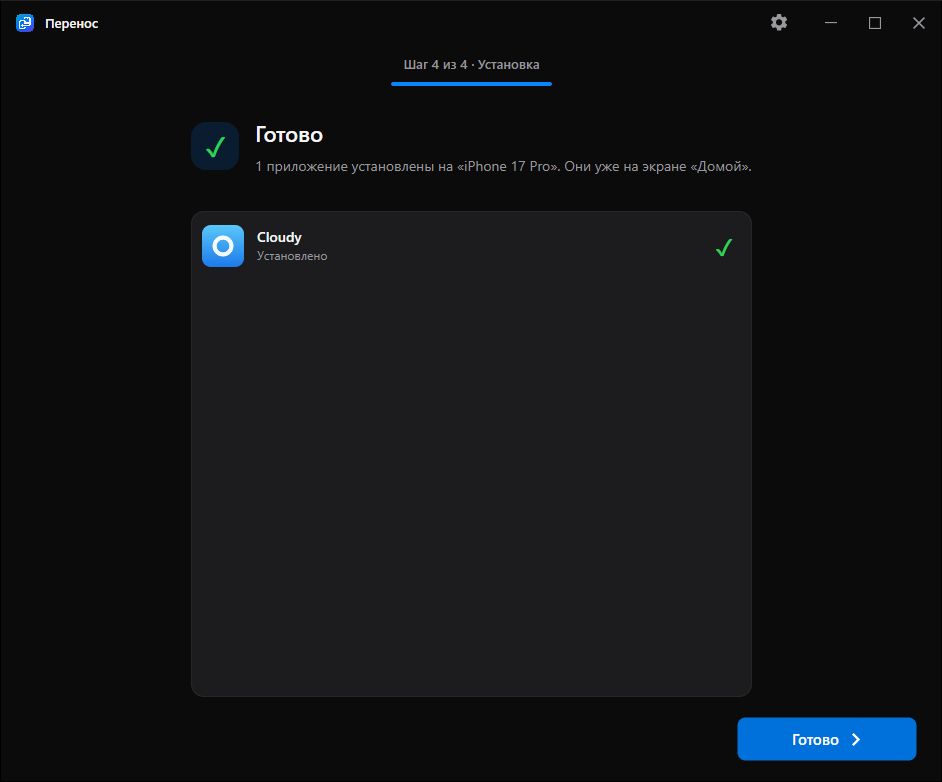 Перенос
Шаг 4 из 4 · Установка
Готово
1 приложение установлены на «iPhone 17 Pro». Они уже на экране «Домой».
Cloudy
Установлено
Готово